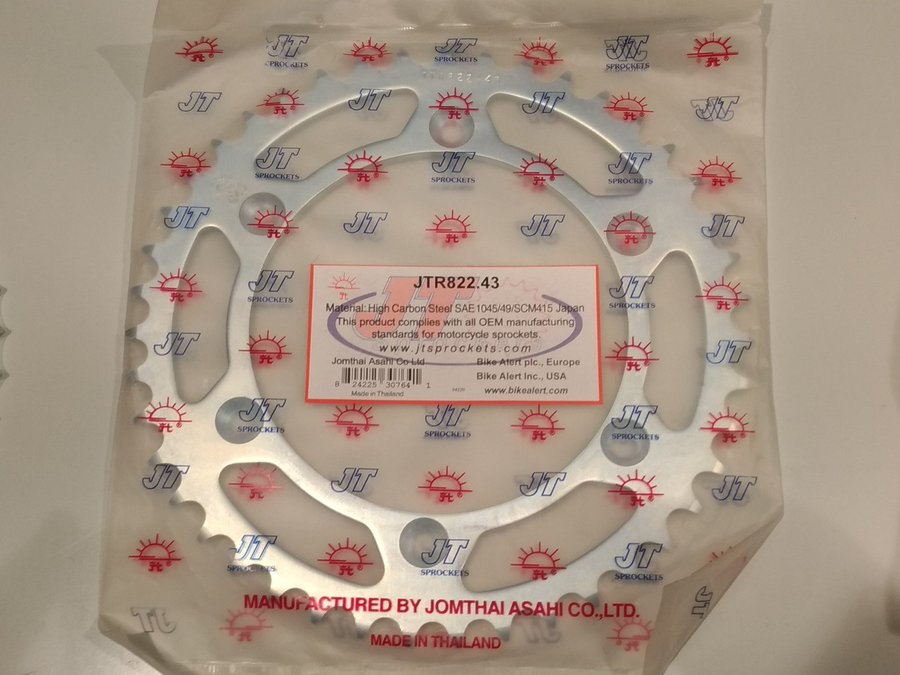 JT
SPROCKETS
JTR822.43
Material: High Carbon Steel SAE1045/49/SCM415 Japan
This product complies with all OEM manufacturing
standards for motorcycle sprockets.
www.jtsprockets.com
Jomthai Asahi Co Ltd
Bike Alert plc., Europe
Bike Alert Inc., USA
8 24225 30764 1
Made in Thailand
www.bikealert.com
MANUFACTURED BY JOMTHAI ASAHI CO.,LTD.
MADE IN THAILAND